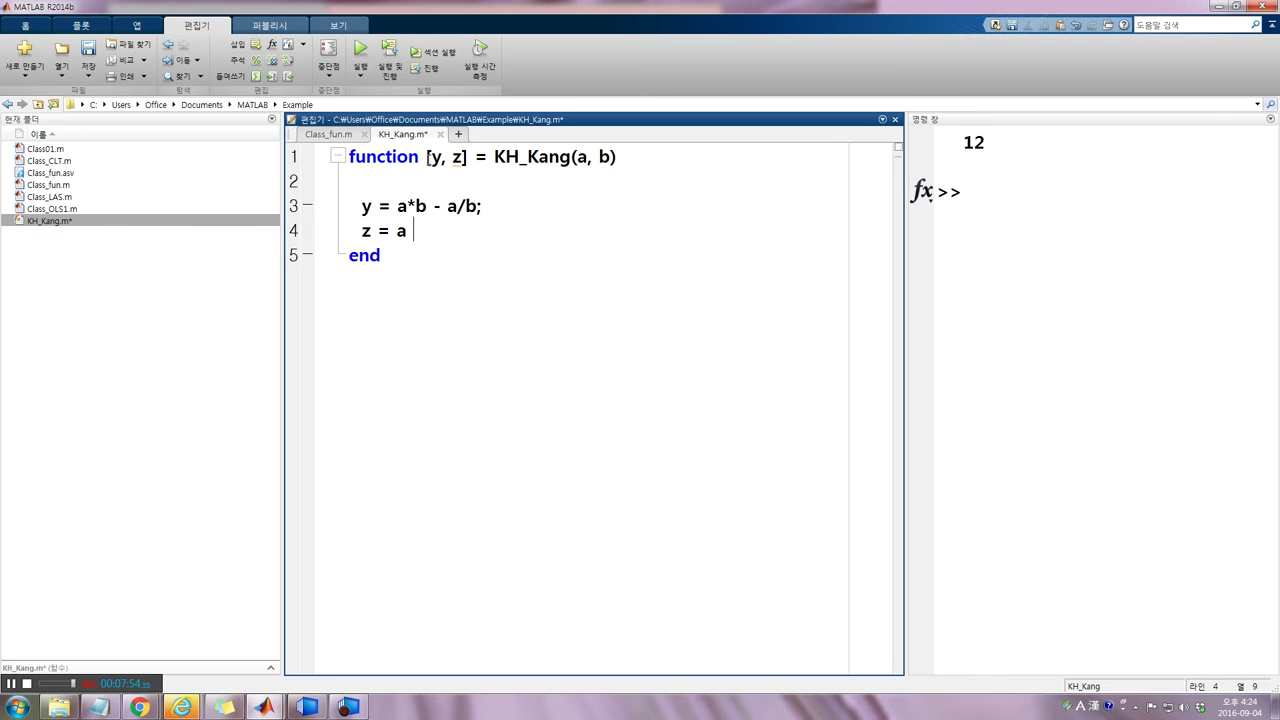 MATLAB R2014b
홈 플롯 앱 편집기 퍼블리시 보기
도움말 검색
새로 만들기 열기 저장 파일 찾기 비교 인쇄
이동 찾기
삽입 fx
주석 %
들여쓰기
중단점 실행 실행 및 진행 섹션 실행 진행 실행 시간 측정
파일 탐색 편집 중단점 실행
C: Users Office Documents MATLAB Example
현재 폴더
이름
Class01.m
Class_CLT.m
Class_fun.asv
Class_fun.m
Class_LAS.m
Class_OLS1.m
KH_Kang.m*
편집기 - C:₩Users₩Office₩Documents₩MATLAB₩Example₩KH_Kang.m*
Class_fun.m KH_Kang.m* +
1 function [y, z] = KH_Kang(a, b)
2
3 y = a*b - a/b;
4 z = a
5 end
명령 창
12
fx >>
KH_Kang.m* (함수)
00:07:54
KH_Kang 라인 4 열 9
A 漢
오후 4:24
2016-09-04